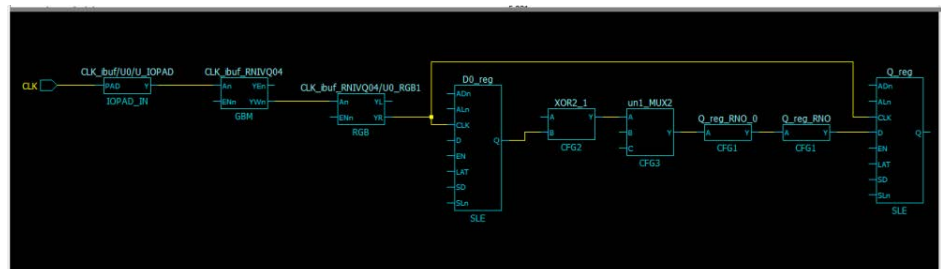 CLK
CLK_ibuf/U0/U_IOPAD
PAD Y
IOPAD_IN
CLK_ibuf_RNIVQ04
An YEn
ENn YWn
GBM
CLK_ibuf_RNIVQ04/U0_RGB1
An YL
ENn YR
RGB
D0_reg
ADn
ALn
CLK
D Q
EN
LAT
SD
SLn
SLE
XOR2_1
A Y
B
CFG2
un1_MUX2
A Y
B
C
CFG3
Q_reg_RNO_0
A Y
CFG1
Q_reg_RNO
A Y
CFG1
Q_reg
ADn
ALn
CLK
D Q
EN
LAT
SD
SLn
SLE